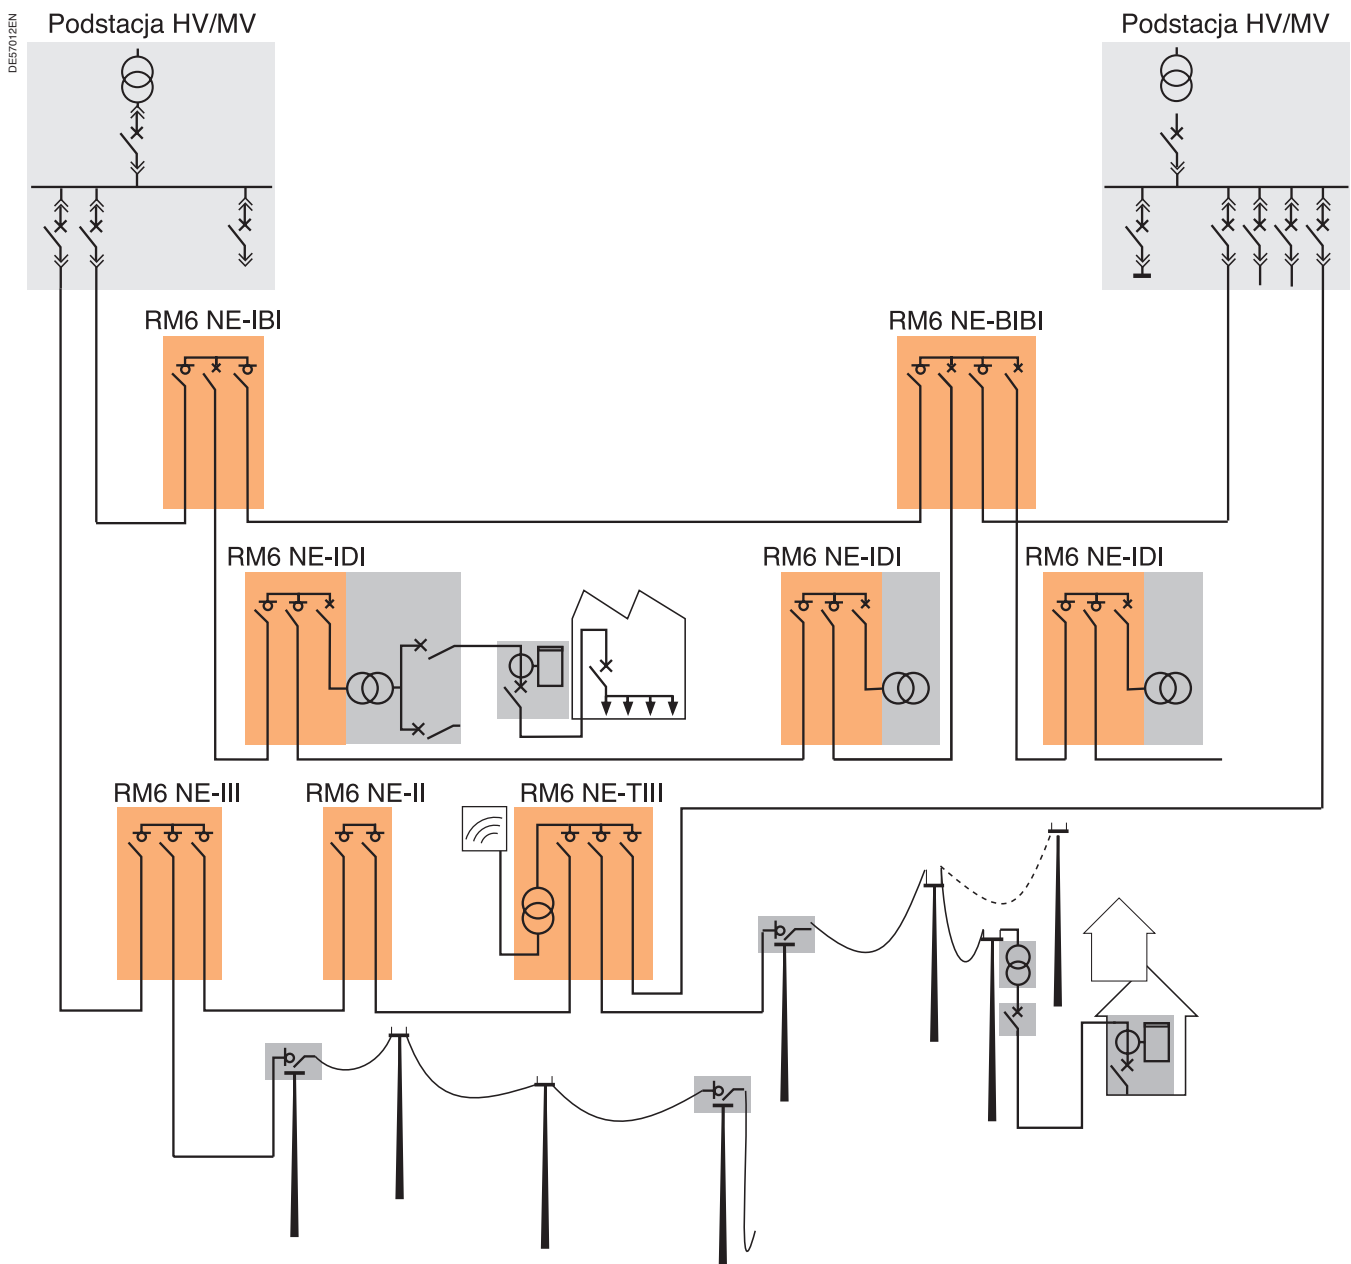 DE57012EN
Podstacja HV/MV
Podstacja HV/MV
RM6 NE-IBI
RM6 NE-BIBI
RM6 NE-IDI
RM6 NE-IDI
RM6 NE-IDI
RM6 NE-III
RM6 NE-II
RM6 NE-TIII